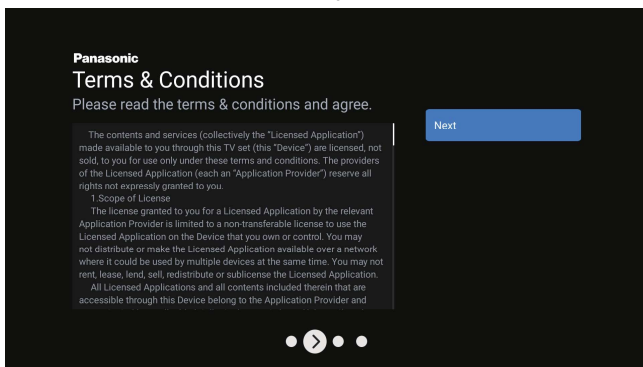 Panasonic
Terms & Conditions
Please read the terms & conditions and agree.
The contents and services (collectively the "Licensed Application")
made available to you through this TV set (this "Device") are licensed, not
sold, to you for use only under these terms and conditions. The providers
of the Licensed Application (each an "Application Provider") reserve all
rights not expressly granted to you.
1.Scope of License
The license granted to you for a Licensed Application by the relevant
Application Provider is limited to a non-transferable license to use the
Licensed Application on the Device that you own or control. You may
not distribute or make the Licensed Application available over a network
where it could be used by multiple devices at the same time. You may not
rent, lease, lend, sell, redistribute or sublicense the Licensed Application.
All Licensed Applications and all contents included therein that are
accessible through this Device belong to the Application Provider and
Next